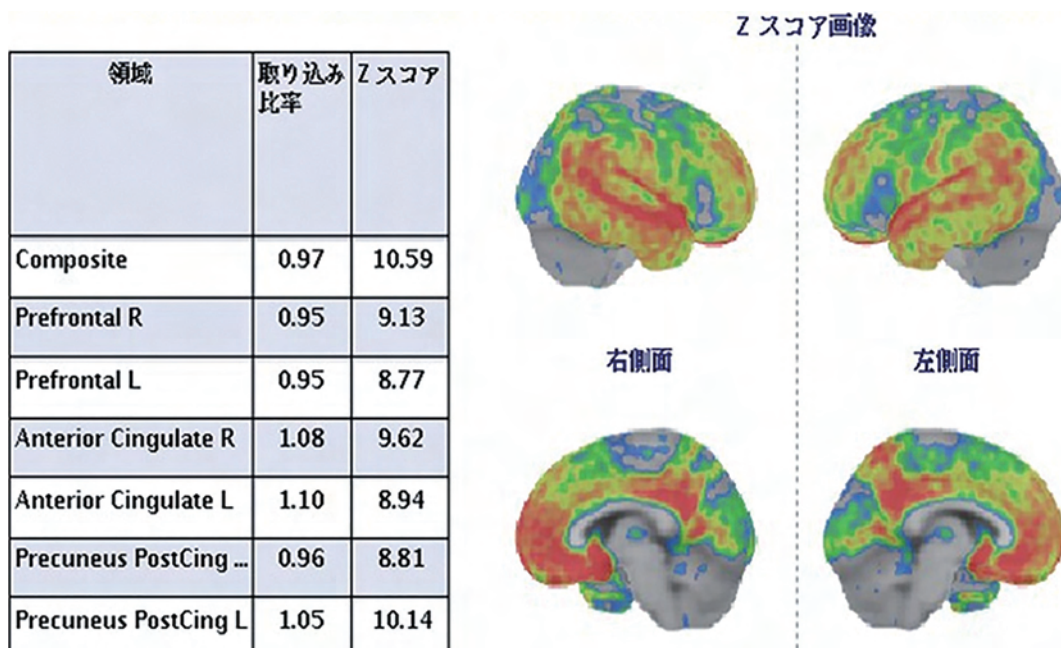 Z スコア画像
領域 取り込み比率 Z スコア
Composite 0.97 10.59
Prefrontal R 0.95 9.13
Prefrontal L 0.95 8.77
Anterior Cingulate R 1.08 9.62
Anterior Cingulate L 1.10 8.94
Precuneus PostCing ... 0.96 8.81
Precuneus PostCing L 1.05 10.14
右側面 左側面